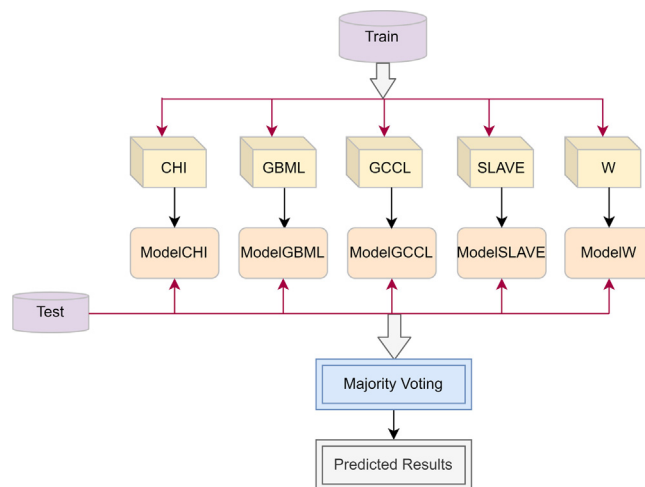 Train
CHI
GBML
GCCL
SLAVE
W
ModelCHI
ModelGBML
ModelGCCL
ModelSLAVE
ModelW
Test
Majority Voting
Predicted Results